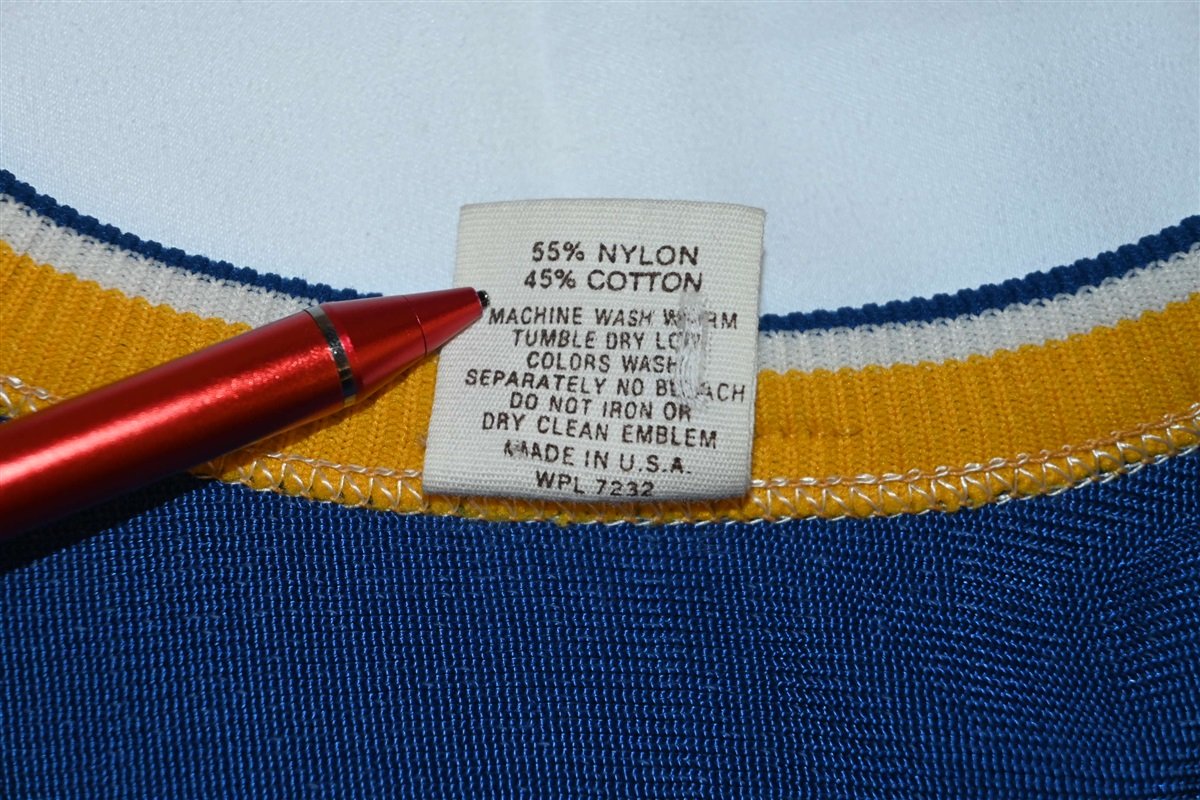 55% NYLON
45% COTTON
MACHINE WASH WARM
TUMBLE DRY LOW
COLORS WASH
SEPARATELY NO BLEACH
DO NOT IRON OR
DRY CLEAN EMBLEM
MADE IN U.S.A.
WPL 7232